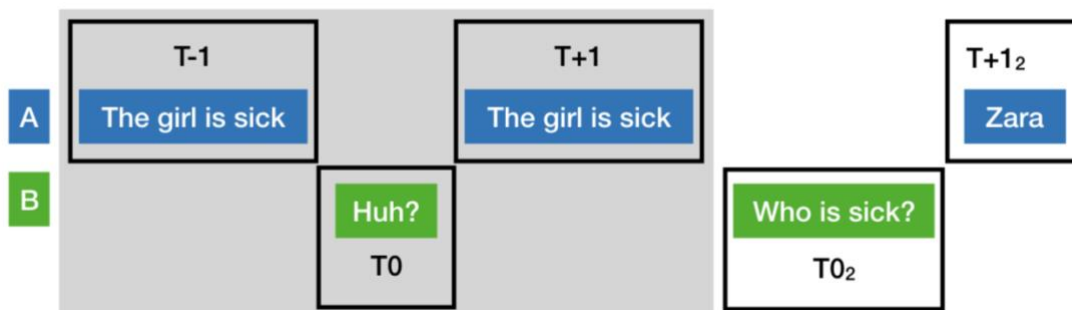 T-1
T+1
T+1₂
A
The girl is sick
The girl is sick
Zara
B
Huh?
Who is sick?
T0
T0₂